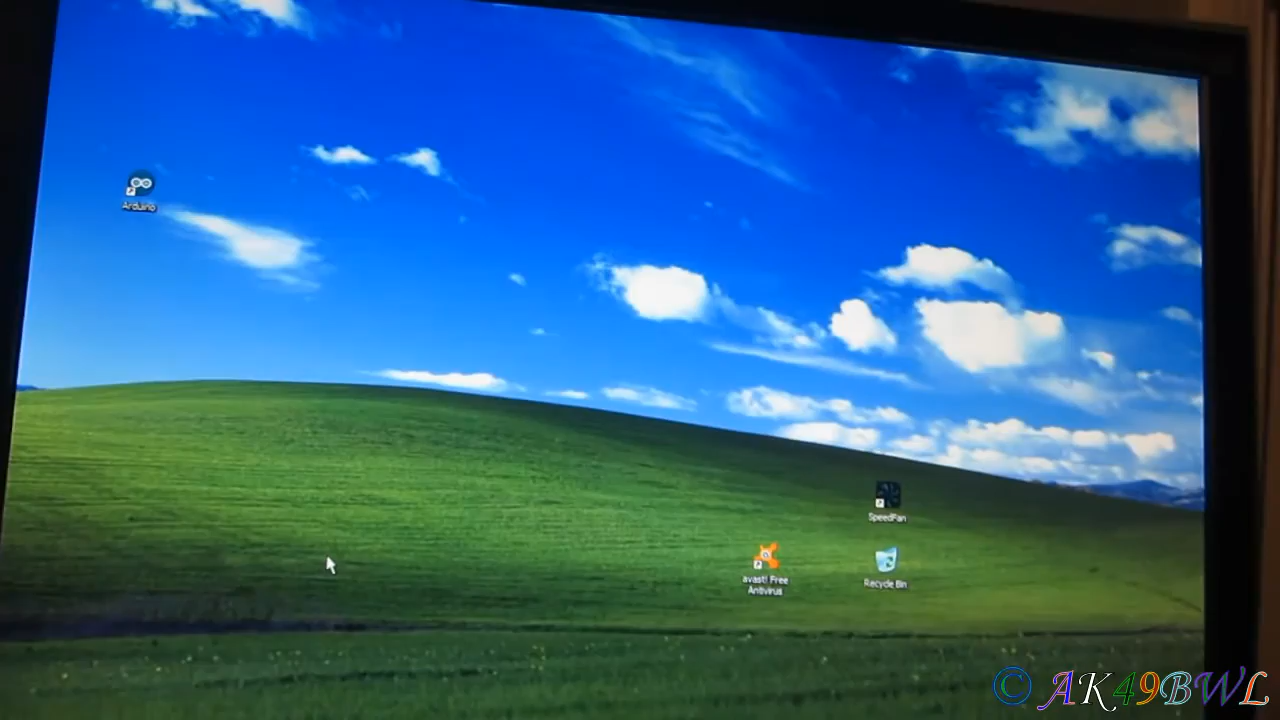 Arduino
SpeedFan
avast! Free
Antivirus
Recycle Bin
© AK49BWL